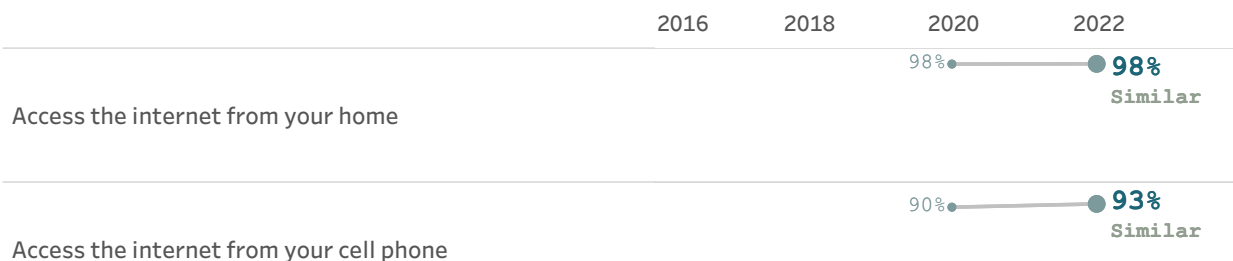 2016 2018 2020 2022
98% 98%
Similar
Access the internet from your home
90% 93%
Similar
Access the internet from your cell phone